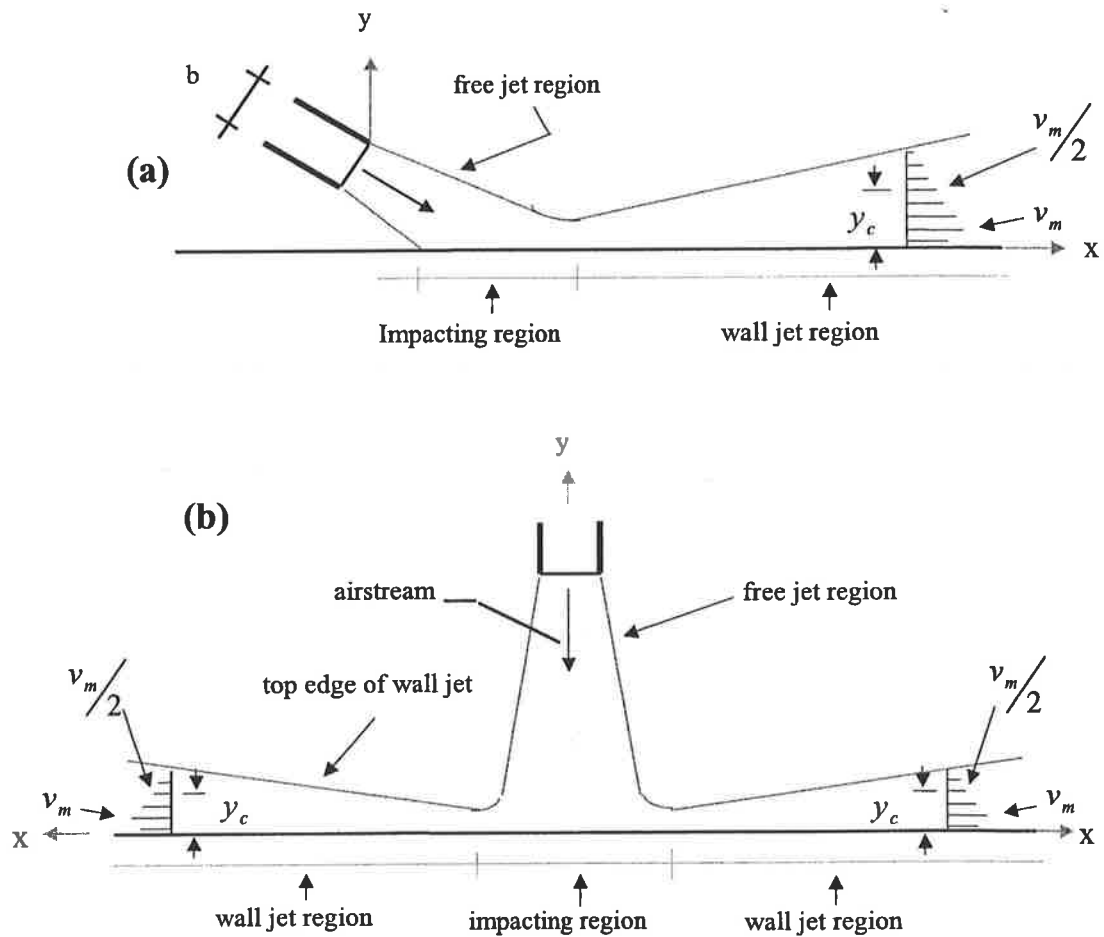 y
b
free jet region
v_m/2
(a)
y_c
v_m
x
Impacting region
wall jet region
y
(b)
airstream
free jet region
v_m/2
top edge of wall jet
v_m/2
v_m
y_c
y_c
v_m
x
x
wall jet region
impacting region
wall jet region